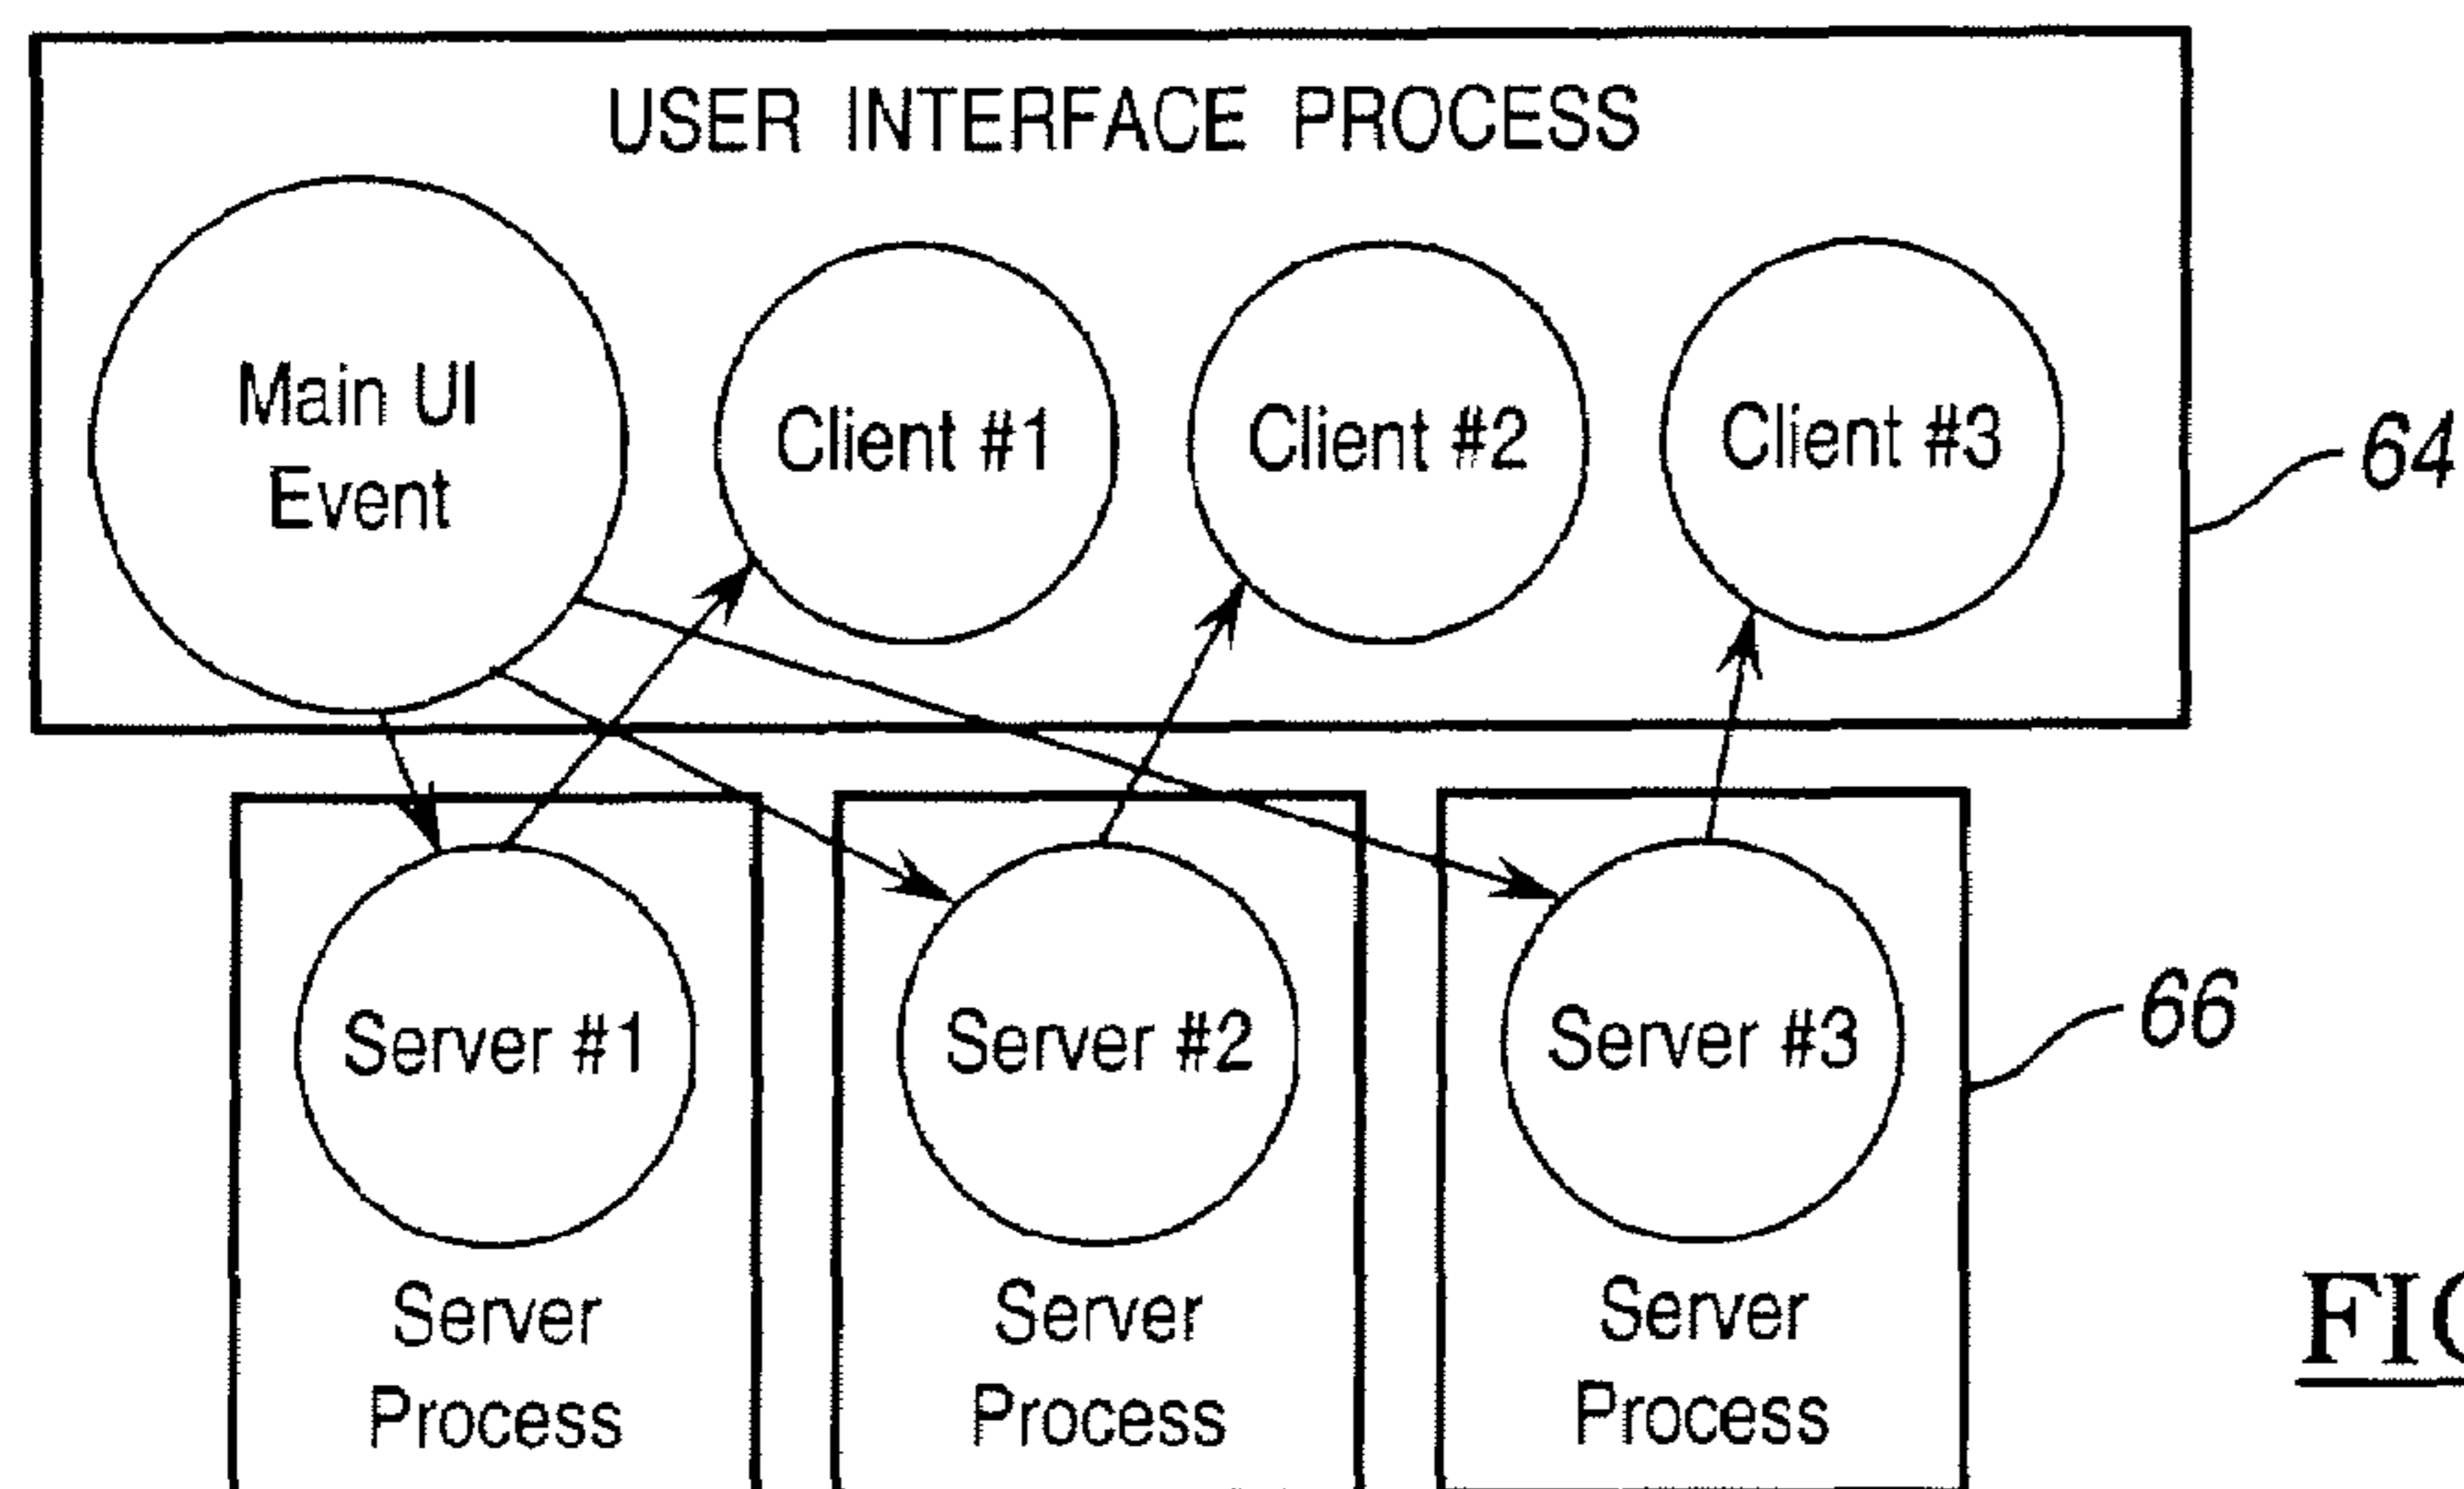 USER INTERFACE PROCESS
Main UI
Event
Client #1
Client #2
Client #3
64
Server #1
Server #2
Server #3
66
Server
Process
Server
Process
Server
Process